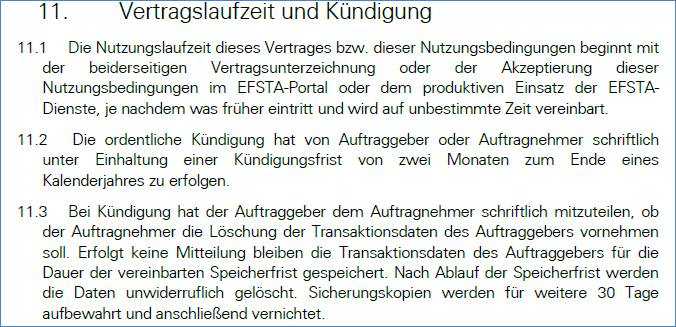 11. Vertragslaufzeit und Kündigung
11.1 Die Nutzungslaufzeit dieses Vertrages bzw. dieser Nutzungsbedingungen beginnt mit
der beiderseitigen Vertragsunterzeichnung oder der Akzeptierung dieser
Nutzungsbedingungen im EFSTA-Portal oder dem produktiven Einsatz der EFSTA-
Dienste, je nachdem was früher eintritt und wird auf unbestimmte Zeit vereinbart.
11.2 Die ordentliche Kündigung hat von Auftraggeber oder Auftragnehmer schriftlich
unter Einhaltung einer Kündigungsfrist von zwei Monaten zum Ende eines
Kalenderjahres zu erfolgen.
11.3 Bei Kündigung hat der Auftraggeber dem Auftragnehmer schriftlich mitzuteilen, ob
der Auftragnehmer die Löschung der Transaktionsdaten des Auftraggebers vornehmen
soll. Erfolgt keine Mitteilung bleiben die Transaktionsdaten des Auftraggebers für die
Dauer der vereinbarten Speicherfrist gespeichert. Nach Ablauf der Speicherfrist werden
die Daten unwiderruflich gelöscht. Sicherungskopien werden für weitere 30 Tage
aufbewahrt und anschließend vernichtet.